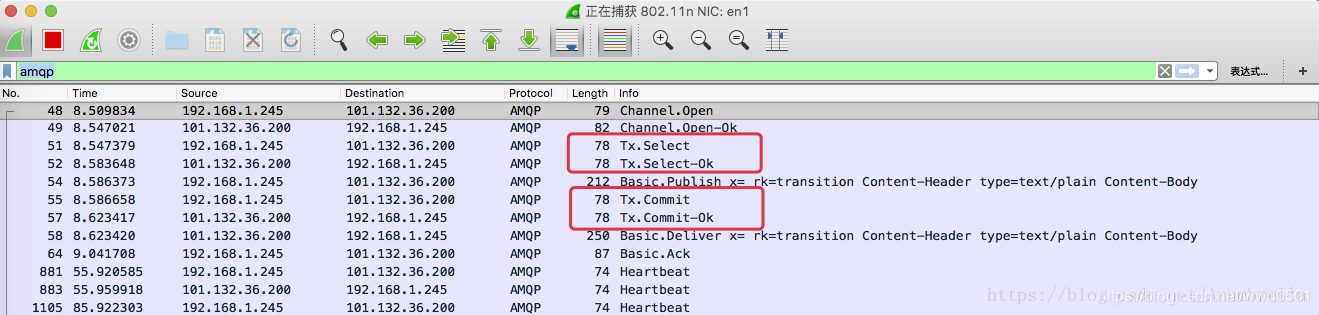 正在捕获 802.11n NIC: en1
amqp
表达式... +
No. Time Source Destination Protocol Length Info
48 8.509834 192.168.1.245 101.132.36.200 AMQP 79 Channel.Open
49 8.547021 101.132.36.200 192.168.1.245 AMQP 82 Channel.Open-Ok
51 8.547379 192.168.1.245 101.132.36.200 AMQP 78 Tx.Select
52 8.583648 101.132.36.200 192.168.1.245 AMQP 78 Tx.Select-Ok
54 8.586373 192.168.1.245 101.132.36.200 AMQP 212 Basic.Publish x= rk=transition Content-Header type=text/plain Content-Body
55 8.586658 192.168.1.245 101.132.36.200 AMQP 78 Tx.Commit
57 8.623417 101.132.36.200 192.168.1.245 AMQP 78 Tx.Commit-Ok
58 8.623420 101.132.36.200 192.168.1.245 AMQP 250 Basic.Deliver x= rk=transition Content-Header type=text/plain Content-Body
64 9.041708 192.168.1.245 101.132.36.200 AMQP 87 Basic.Ack
881 55.920585 192.168.1.245 101.132.36.200 AMQP 74 Heartbeat
883 55.959918 101.132.36.200 192.168.1.245 AMQP 74 Heartbeat
1105 85.922303 192.168.1.245 101.132.36.200 AMQP 74 Heartbeat